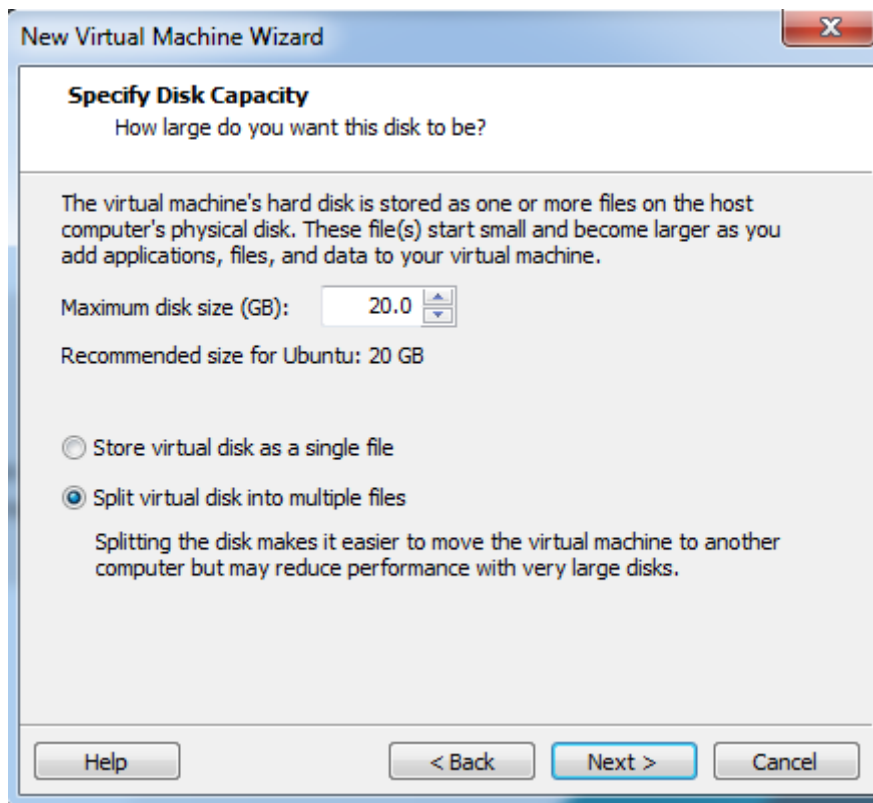 New Virtual Machine Wizard
Specify Disk Capacity
How large do you want this disk to be?
The virtual machine's hard disk is stored as one or more files on the host
computer's physical disk. These file(s) start small and become larger as you
add applications, files, and data to your virtual machine.
Maximum disk size (GB): 20.0
Recommended size for Ubuntu: 20 GB
Store virtual disk as a single file
Split virtual disk into multiple files
Splitting the disk makes it easier to move the virtual machine to another
computer but may reduce performance with very large disks.
Help < Back Next > Cancel